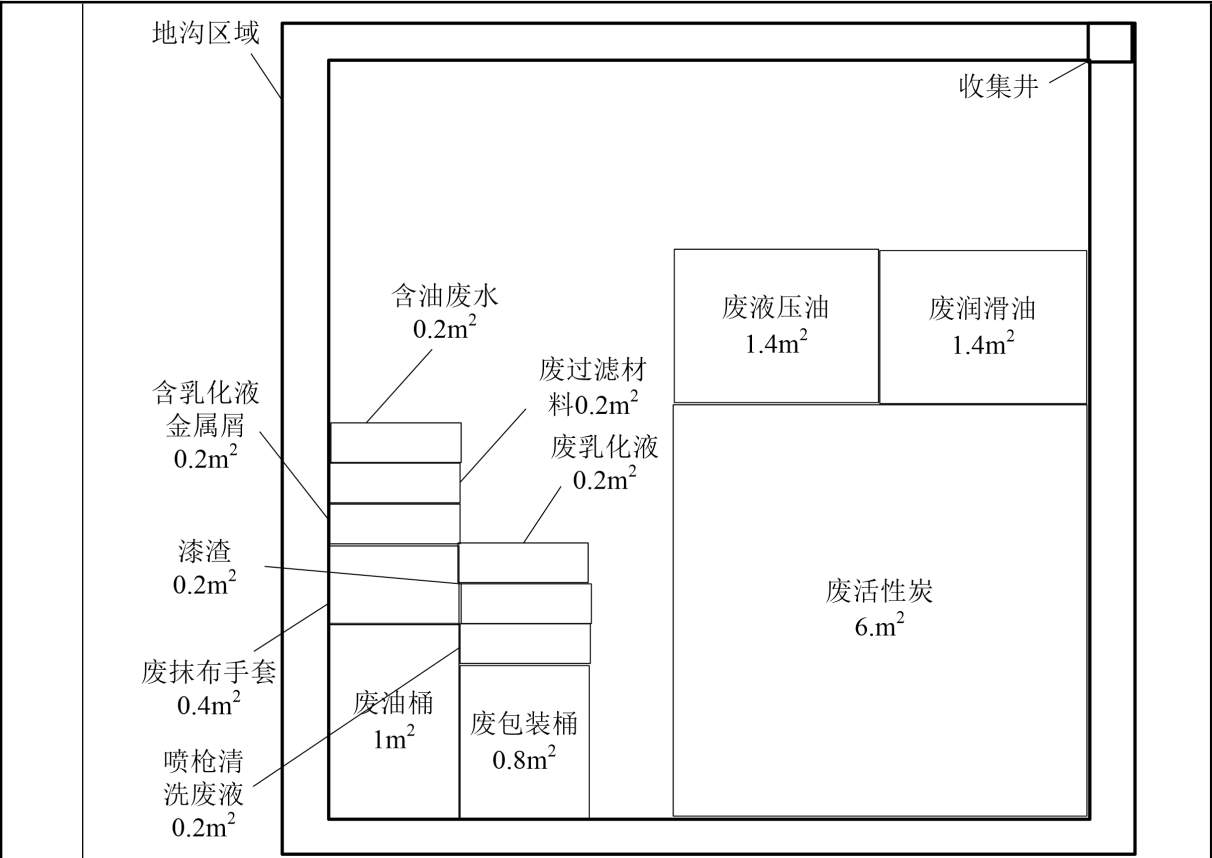 地沟区域
收集井
含油废水
0.2m²
废液压油
1.4m²
废润滑油
1.4m²
废过滤材
料0.2m²
含乳化液
金属屑
0.2m²
废乳化液
0.2m²
漆渣
0.2m²
废活性炭
6.m²
废抹布手套
0.4m²
废油桶
1m²
废包装桶
0.8m²
喷枪清
洗废液
0.2m²